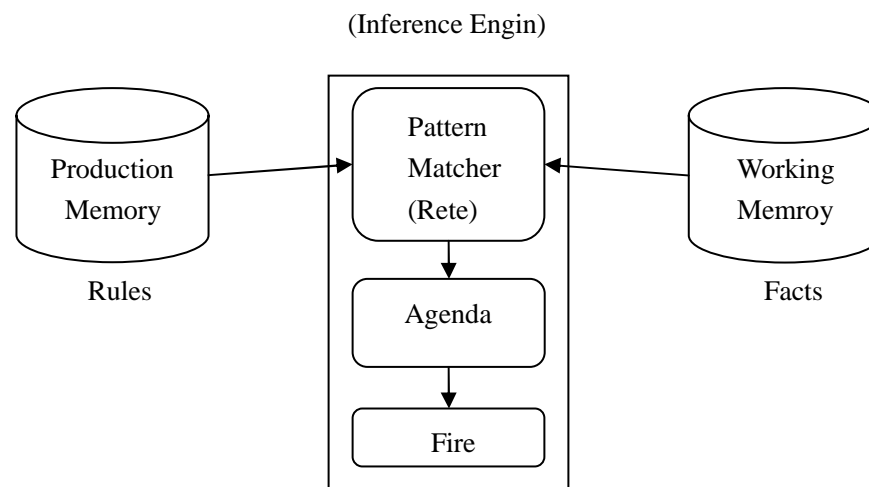 (Inference Engin)
Production
Memory
Rules
Pattern
Matcher
(Rete)
Agenda
Fire
Working
Memroy
Facts